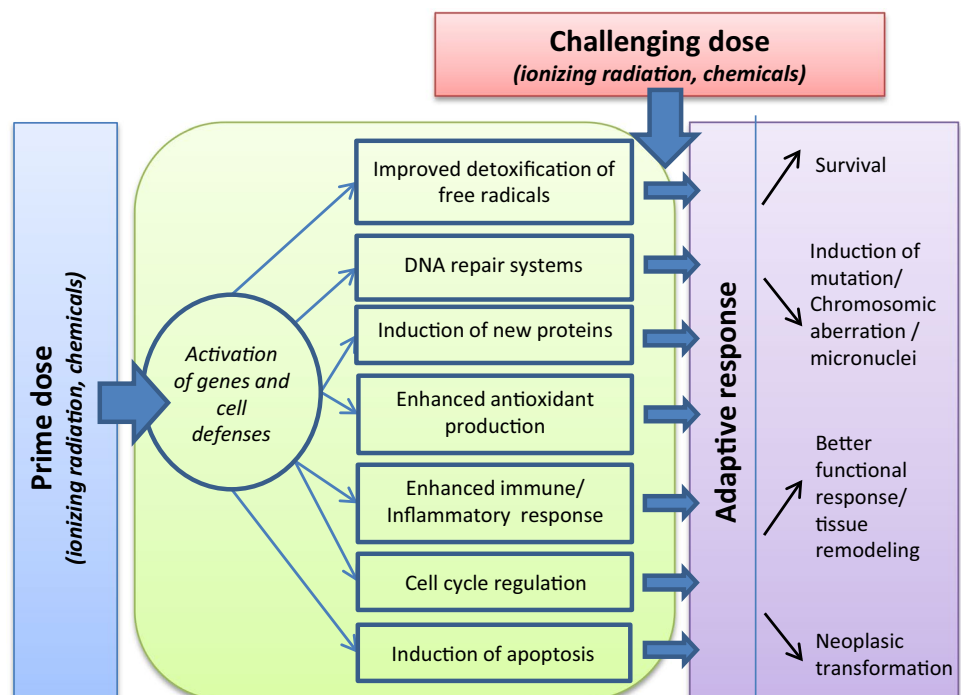 Challenging dose
(ionizing radiation, chemicals)
Prime dose
(ionizing radiation, chemicals)
Activation
of genes and
cell
defenses
Improved detoxification of
free radicals
DNA repair systems
Induction of new proteins
Enhanced antioxidant
production
Enhanced immune/
Inflammatory response
Cell cycle regulation
Induction of apoptosis
Adaptive response
Survival
Induction of
mutation/
Chromosomic
aberration /
micronuclei
Better
functional
response/
tissue
remodeling
Neoplasic
transformation